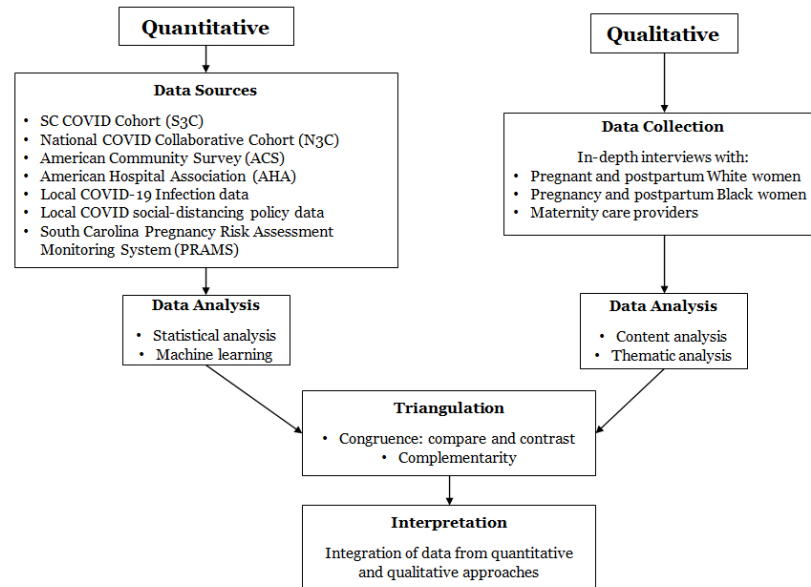 Quantitative
Data Sources
• SC COVID Cohort (S3C)
• National COVID Collaborative Cohort (N3C)
• American Community Survey (ACS)
• American Hospital Association (AHA)
• Local COVID-19 Infection data
• Local COVID social-distancing policy data
• South Carolina Pregnancy Risk Assessment
Monitoring System (PRAMS)
Data Analysis
• Statistical analysis
• Machine learning
Qualitative
Data Collection
In-depth interviews with:
• Pregnant and postpartum White women
• Pregnancy and postpartum Black women
• Maternity care providers
Data Analysis
• Content analysis
• Thematic analysis
Triangulation
• Congruence: compare and contrast
• Complementarity
Interpretation
Integration of data from quantitative
and qualitative approaches